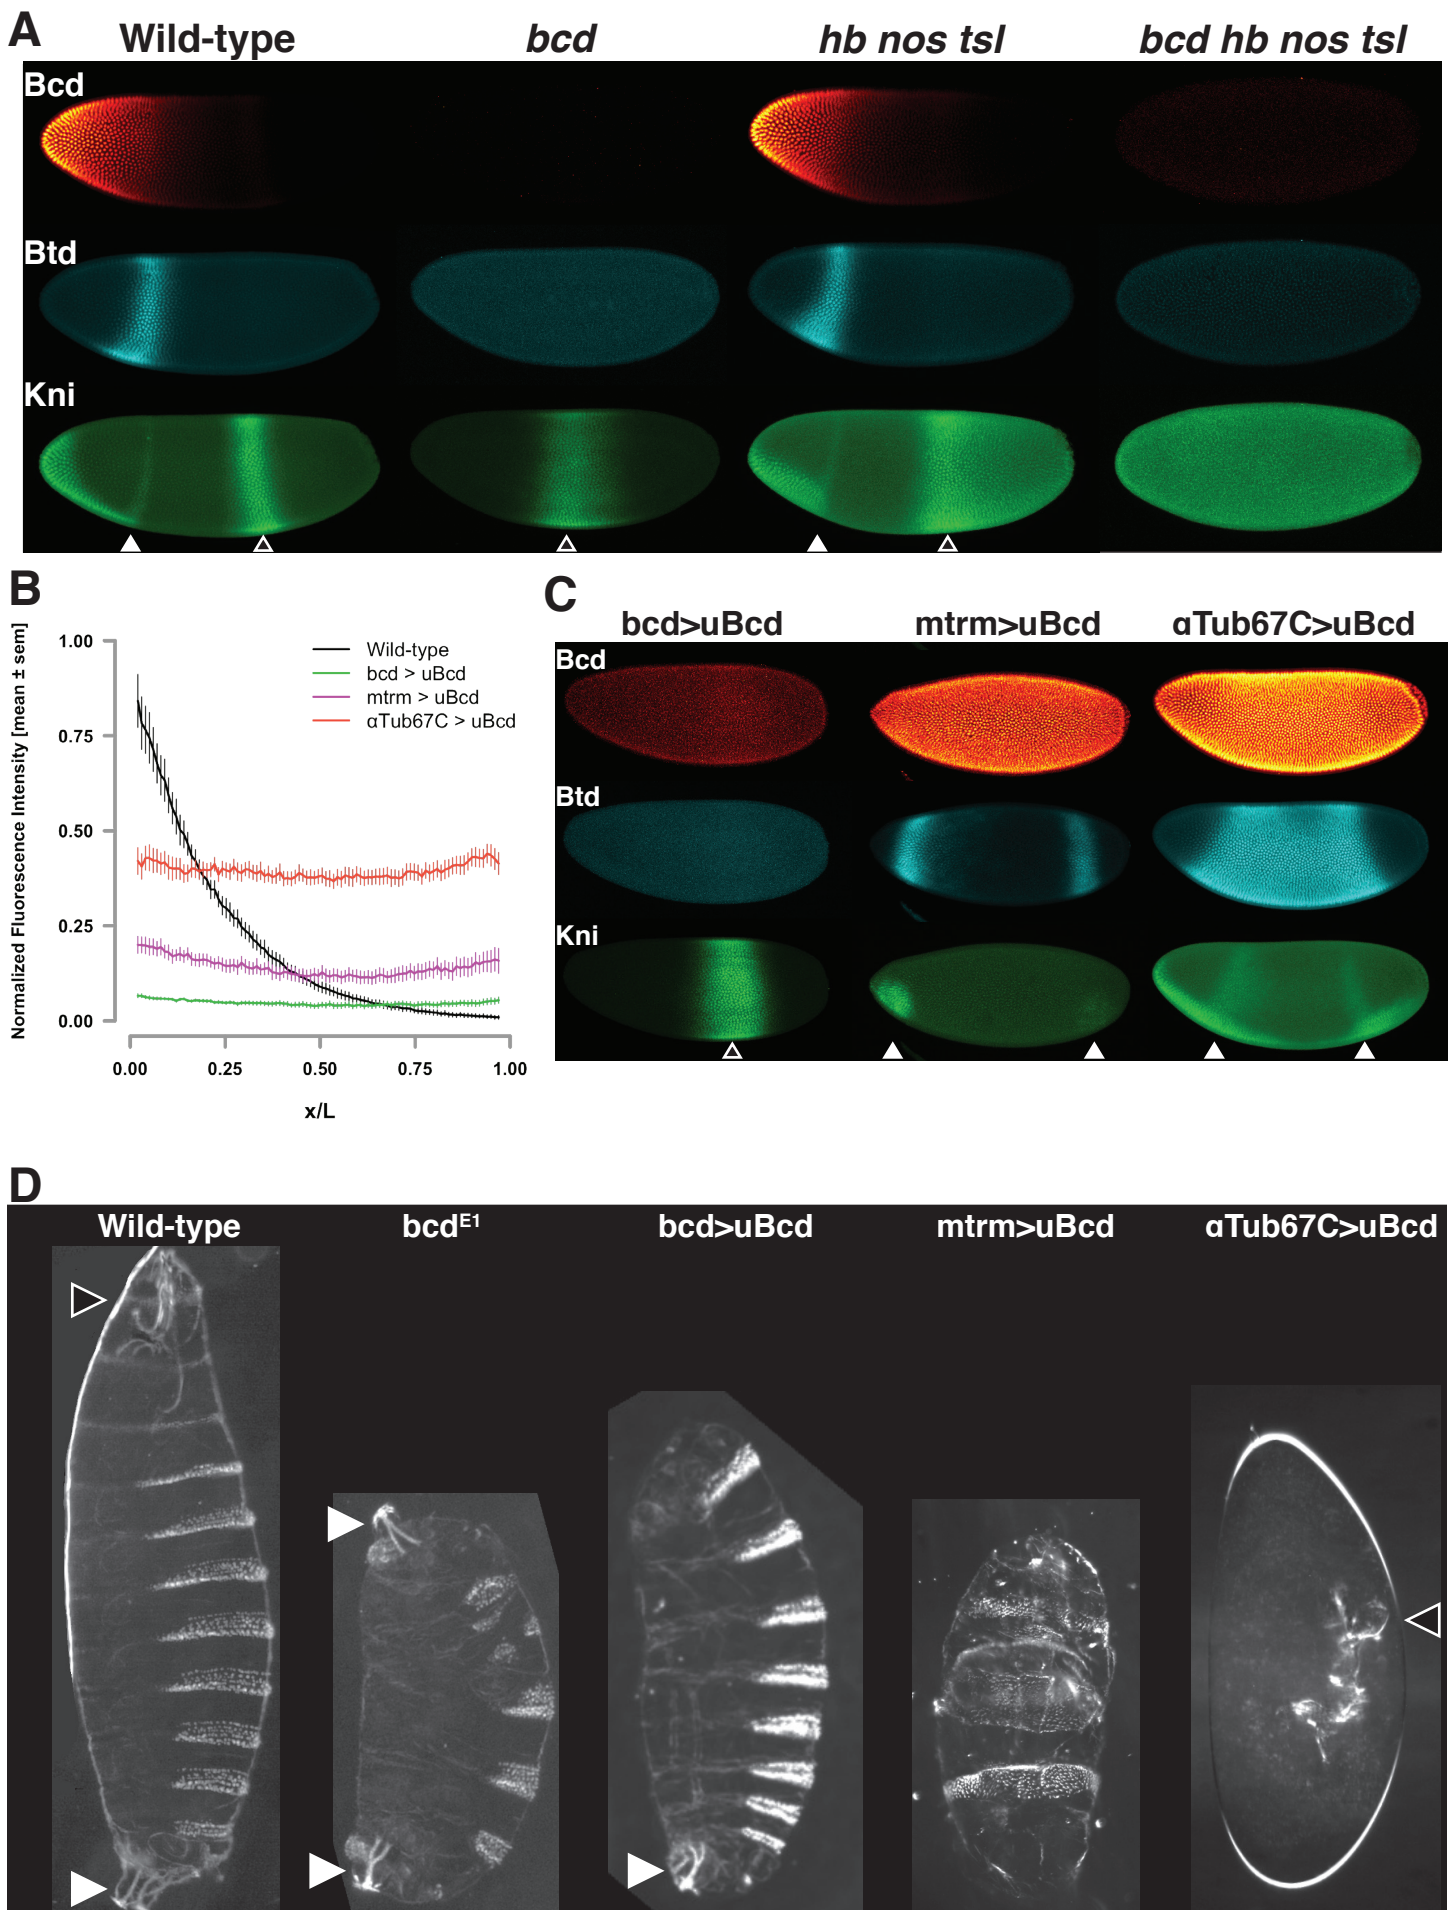 A
Wild-type bcd hb nos tsl bcd hb nos tsl
Bcd
Btd
Kni
B
Normalized Fluorescence Intensity [mean ± sem]
1.00
0.75
0.50
0.25
0.00
Wild-type
bcd > uBcd
mtrm > uBcd
αTub67C > uBcd
0.00 0.25 0.50 0.75 1.00
x/L
C
bcd>uBcd mtrm>uBcd αTub67C>uBcd
Bcd
Btd
Kni
D
Wild-type bcdE1 bcd>uBcd mtrm>uBcd αTub67C>uBcd